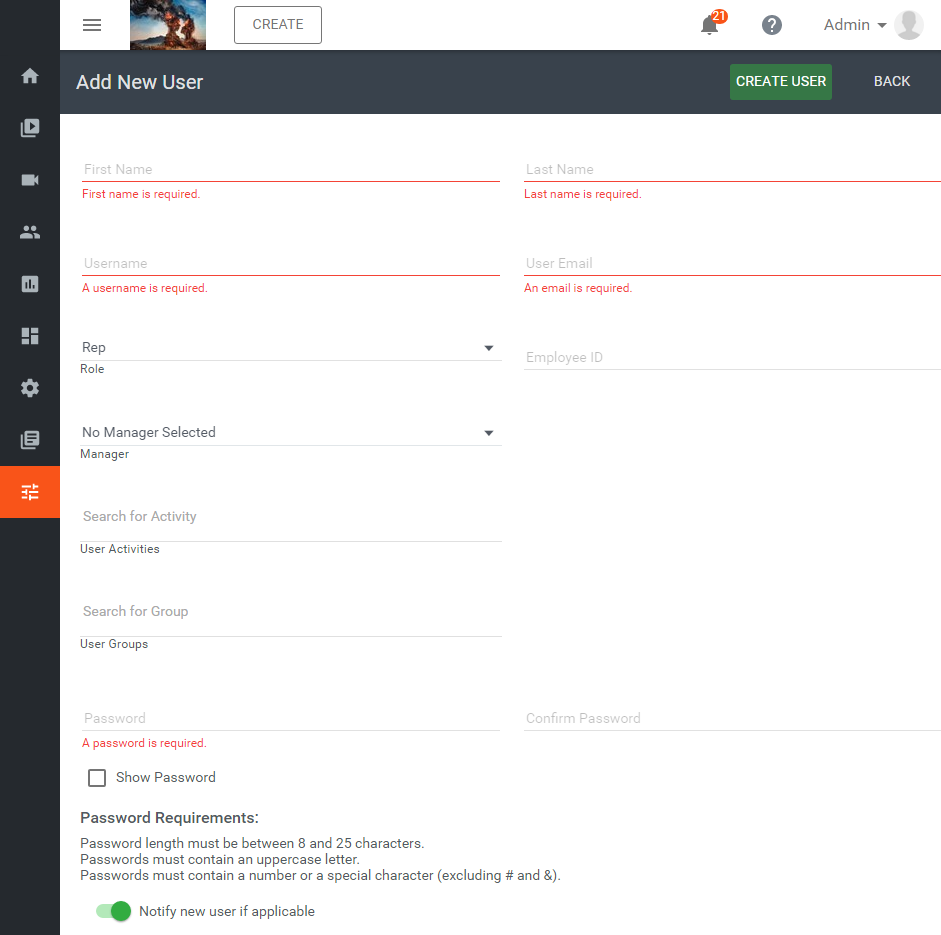 CREATE
21
Admin
Add New User
CREATE USER
BACK
First Name
Last Name
First name is required.
Last name is required.
Username
User Email
A username is required.
An email is required.
Rep
Role
Employee ID
No Manager Selected
Manager
Search for Activity
User Activities
Search for Group
User Groups
Password
Confirm Password
A password is required.
Show Password
Password Requirements:
Password length must be between 8 and 25 characters.
Passwords must contain an uppercase letter.
Passwords must contain a number or a special character (excluding # and &).
Notify new user if applicable